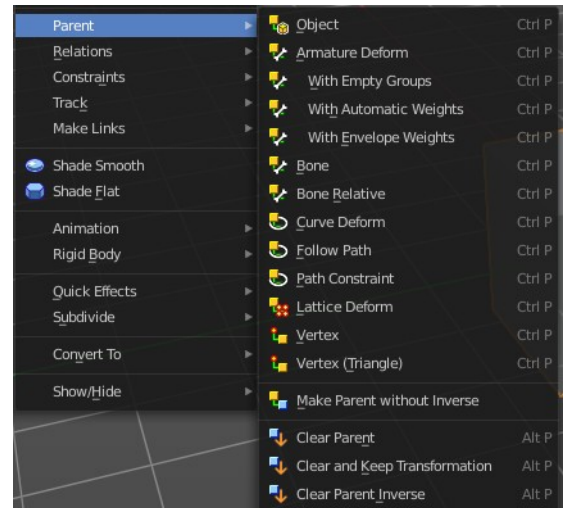 Parent
Relations
Constraints
Track
Make Links
Shade Smooth
Shade Flat
Animation
Rigid Body
Quick Effects
Subdivide
Convert To
Show/Hide
Object Ctrl P
Armature Deform Ctrl P
With Empty Groups Ctrl P
With Automatic Weights Ctrl P
With Envelope Weights Ctrl P
Bone Ctrl P
Bone Relative Ctrl P
Curve Deform Ctrl P
Follow Path Ctrl P
Path Constraint Ctrl P
Lattice Deform Ctrl P
Vertex Ctrl P
Vertex (Triangle) Ctrl P
Make Parent without Inverse
Clear Parent Alt P
Clear and Keep Transformation Alt P
Clear Parent Inverse Alt P